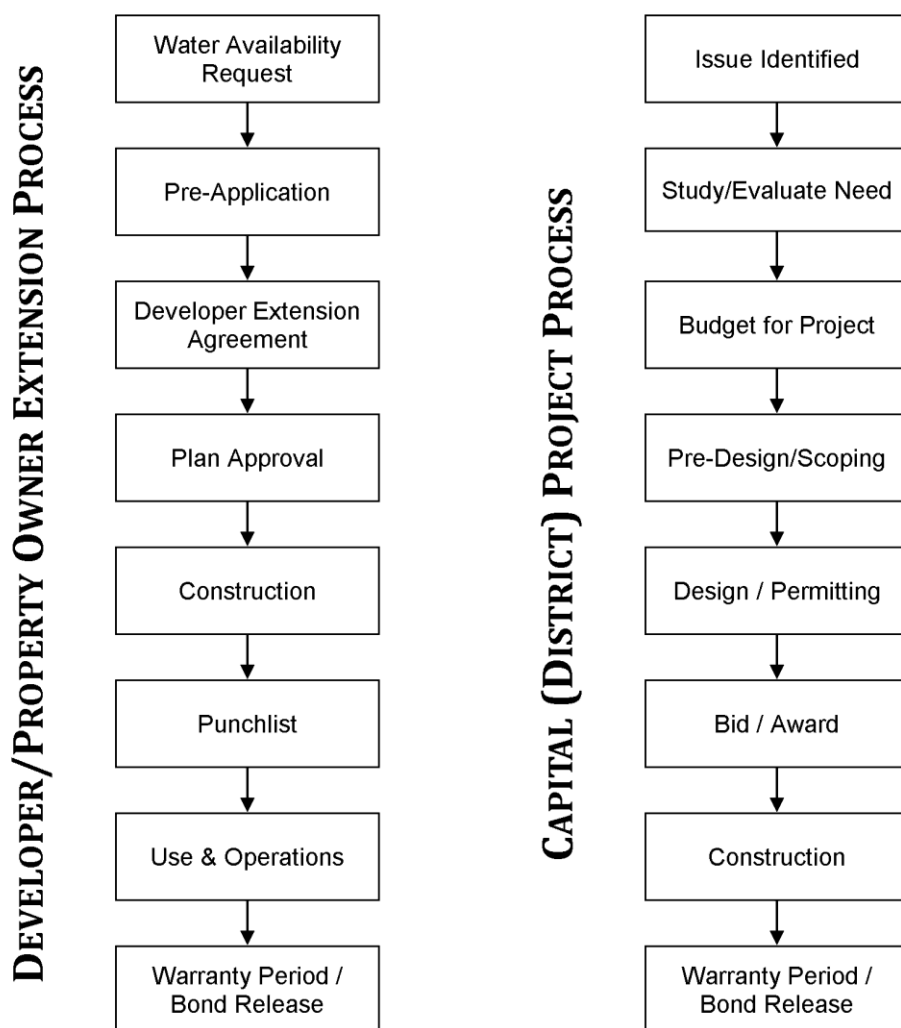 DEVELOPER/PROPERTY OWNER EXTENSION PROCESS
Water Availability
Request
Pre-Application
Developer Extension
Agreement
Plan Approval
Construction
Punchlist
Use & Operations
Warranty Period /
Bond Release
CAPITAL (DISTRICT) PROJECT PROCESS
Issue Identified
Study/Evaluate Need
Budget for Project
Pre-Design/Scoping
Design / Permitting
Bid / Award
Construction
Warranty Period /
Bond Release